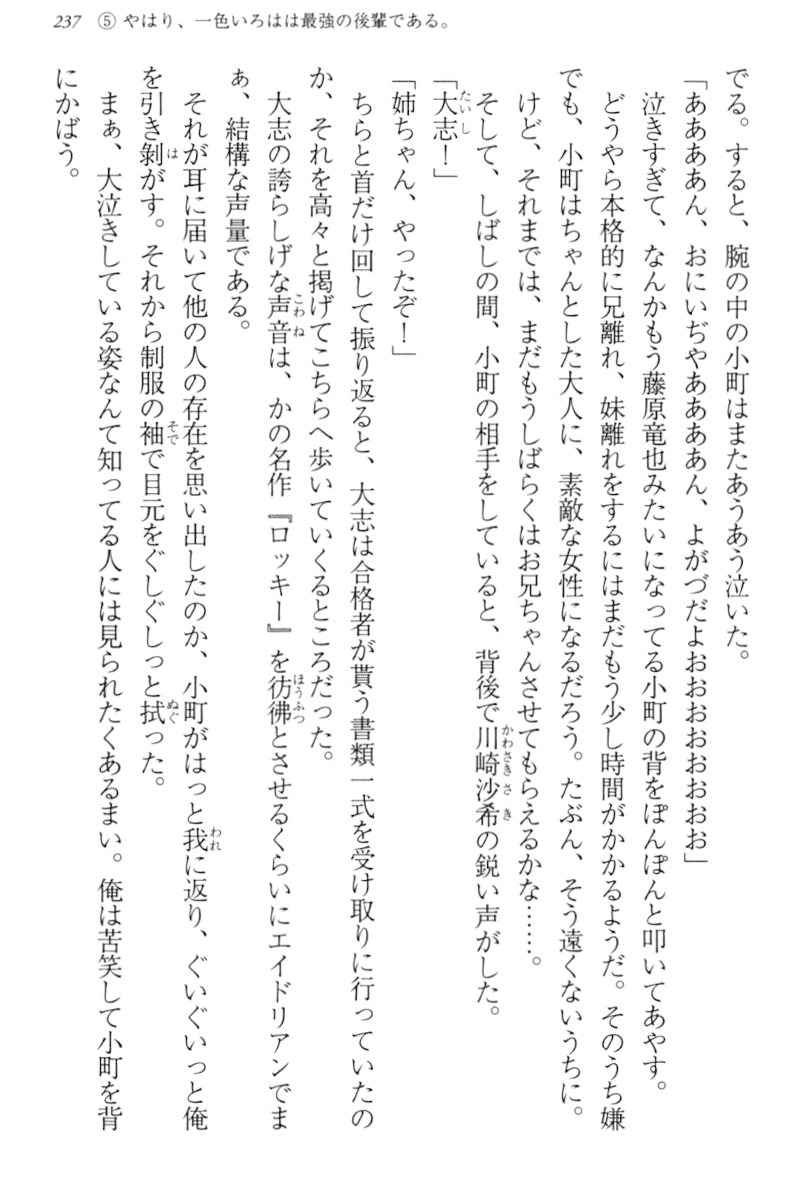 237 ⑤ やはり、一色いろはは最強の後輩である。
でる。すると、腕の中の小町はまたあうあう泣いた。
「ああああん、おにいぢやああああん、よがづだよおおおおおおおお」
泣きすぎて、なんかもう藤原竜也みたいになってる小町の背をぽんぽんと叩いてあやす。
どうやら本格的に兄離れ、妹離れをするにはまだもう少し時間がかかるようだ。そのうち嫌
でも、小町はちゃんとした大人に、素敵な女性になるだろう。たぶん、そう遠くないうちに。
けど、それまでは、まだもうしばらくはお兄ちゃんさせてもらえるかな……。
そして、しばしの間、小町の相手をしていると、背後で川崎沙希の鋭い声がした。
「大志！」
「姉ちゃん、やったぞ！」
ちらと首だけ回して振り返ると、大志は合格者が貰う書類一式を受け取りに行っていたの
か、それを高々と掲げてこちらへ歩いていくるところだった。
大志の誇らしげな声音は、かの名作『ロッキー』を彷彿とさせるくらいにエイドリアンでま
ぁ、結構な声量である。
それが耳に届いて他の人の存在を思い出したのか、小町がはっと我に返り、ぐいぐいっと俺
を引き剝がす。それから制服の袖で目元をぐしぐしっと拭った。
まぁ、大泣きしている姿なんて知ってる人には見られたくあるまい。俺は苦笑して小町を背
にかばう。